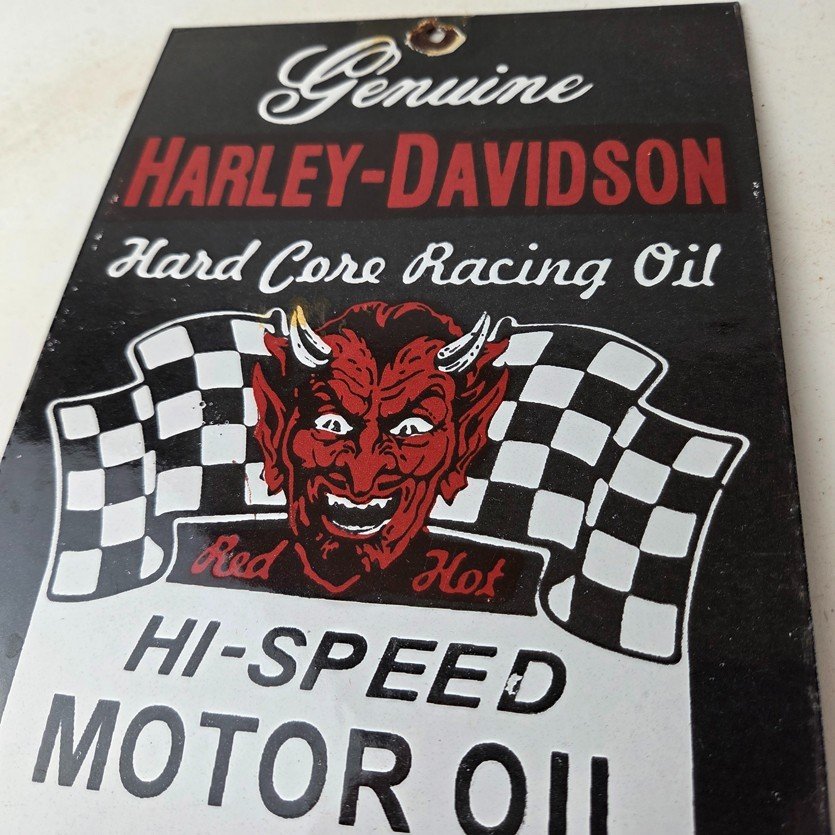 Genuine
HARLEY-DAVIDSON
Hard Core Racing Oil
Red Hot
HI-SPEED
MOTOR OIL